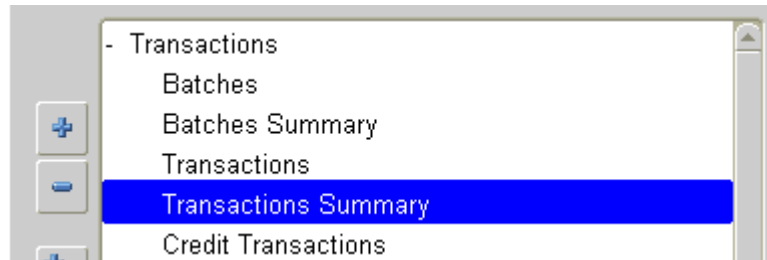 - Transactions
Batches
Batches Summary
Transactions
Transactions Summary
Credit Transactions